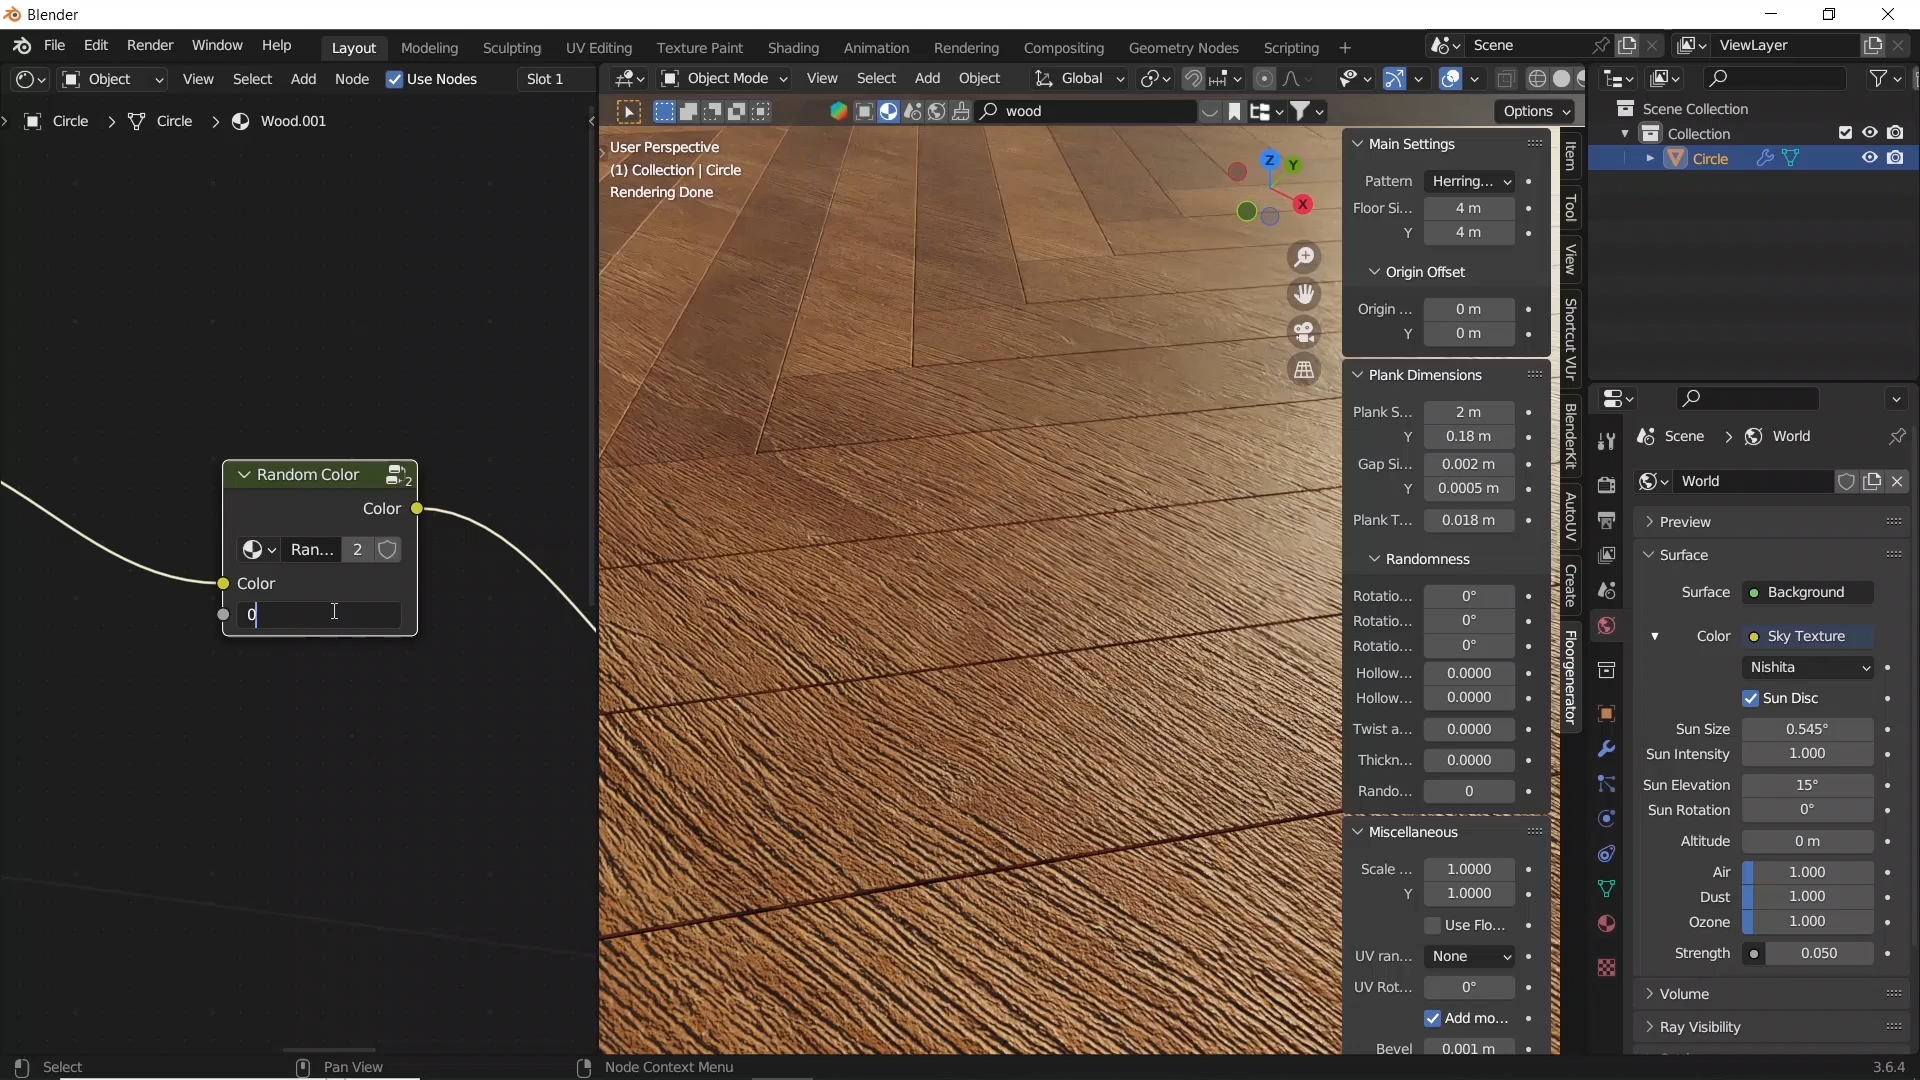 Blender
File Edit Render Window Help Layout Modeling Sculpting UV Editing Texture Paint Shading Animation Rendering Compositing Geometry Nodes Scripting + Scene ViewLayer
Object View Select Add Node Use Nodes Slot 1
Object Mode View Select Add Object Global
wood Options
Circle > Circle > Wood.001
Random Color 2
Color
Ran... 2
Color
0
User Perspective
(1) Collection | Circle
Rendering Done
Z Y
X
Main Settings
Pattern Herring...
Floor Si... 4 m
Y 4 m
Origin Offset
Origin ... 0 m
Y 0 m
Plank Dimensions
Plank S... 2 m
Y 0.18 m
Gap Si... 0.002 m
Y 0.0005 m
Plank T... 0.018 m
Randomness
Rotatio... 0°
Rotatio... 0°
Rotatio... 0°
Hollow... 0.0000
Hollow... 0.0000
Twist a... 0.0000
Thickn... 0.0000
Rando... 0
Miscellaneous
Scale ... 1.0000
Y 1.0000
Use Flo...
UV ran... None
UV Rot... 0°
Add mo...
Bevel 0.001 m
Item
Tool
View
Shortcut VUr
BlenderKit
AutoUV
Create
Floorgenerator
Scene Collection
Collection
Circle
Scene > World
World
Preview
Surface
Surface Background
Color Sky Texture
Nishita
Sun Disc
Sun Size 0.545°
Sun Intensity 1.000
Sun Elevation 15°
Sun Rotation 0°
Altitude 0 m
Air 1.000
Dust 1.000
Ozone 1.000
Strength 0.050
Volume
Ray Visibility
Select Pan View Node Context Menu 3.6.4